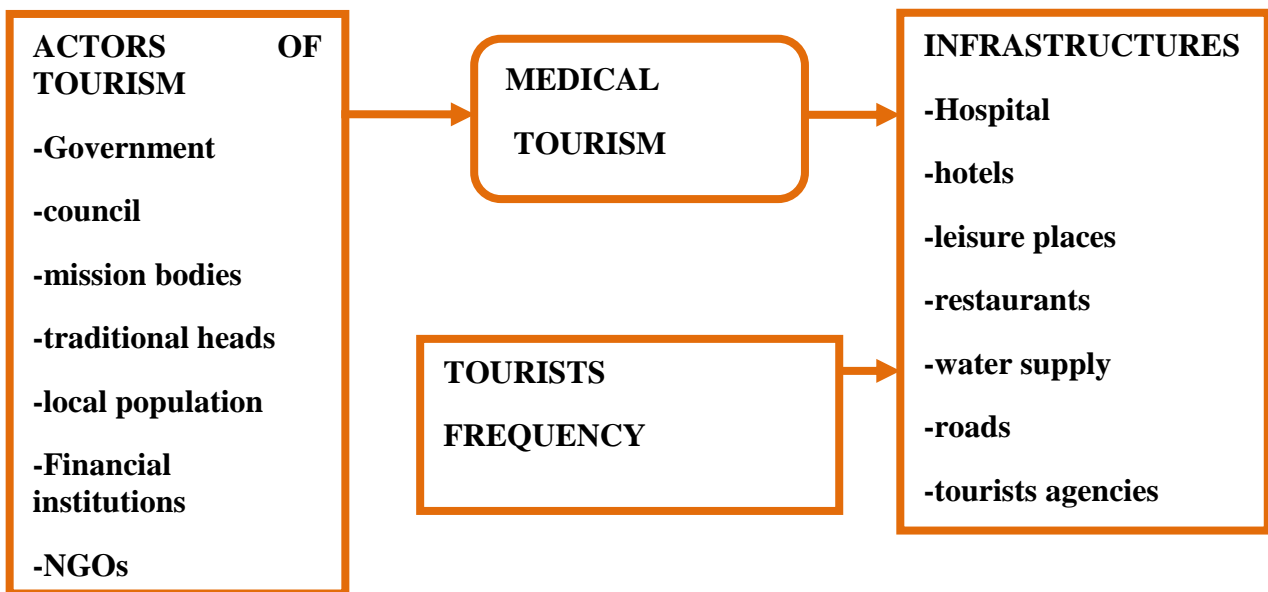 ACTORS OF
TOURISM
-Government
-council
-mission bodies
-traditional heads
-local population
-Financial
institutions
-NGOs
MEDICAL
TOURISM
TOURISTS
FREQUENCY
INFRASTRUCTURES
-Hospital
-hotels
-leisure places
-restaurants
-water supply
-roads
-tourists agencies